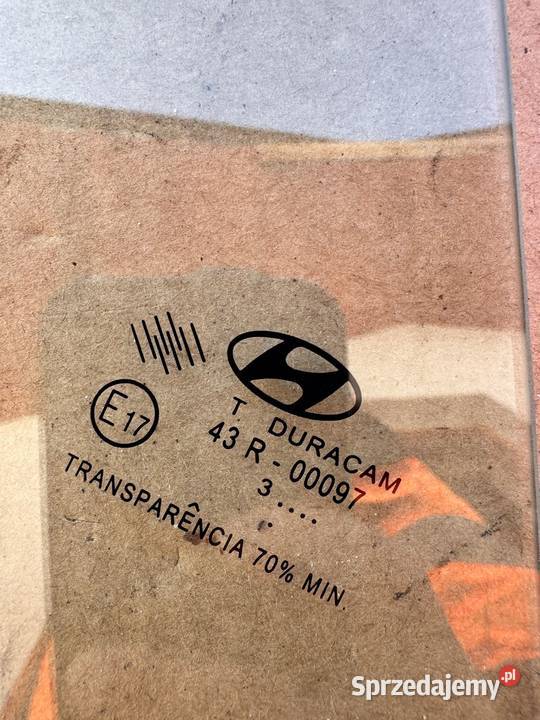 E17
T DURACAM
43 R - 00097
3 ....
.
TRANSPARÊNCIA 70% MIN.
Sprzedajemy.pl